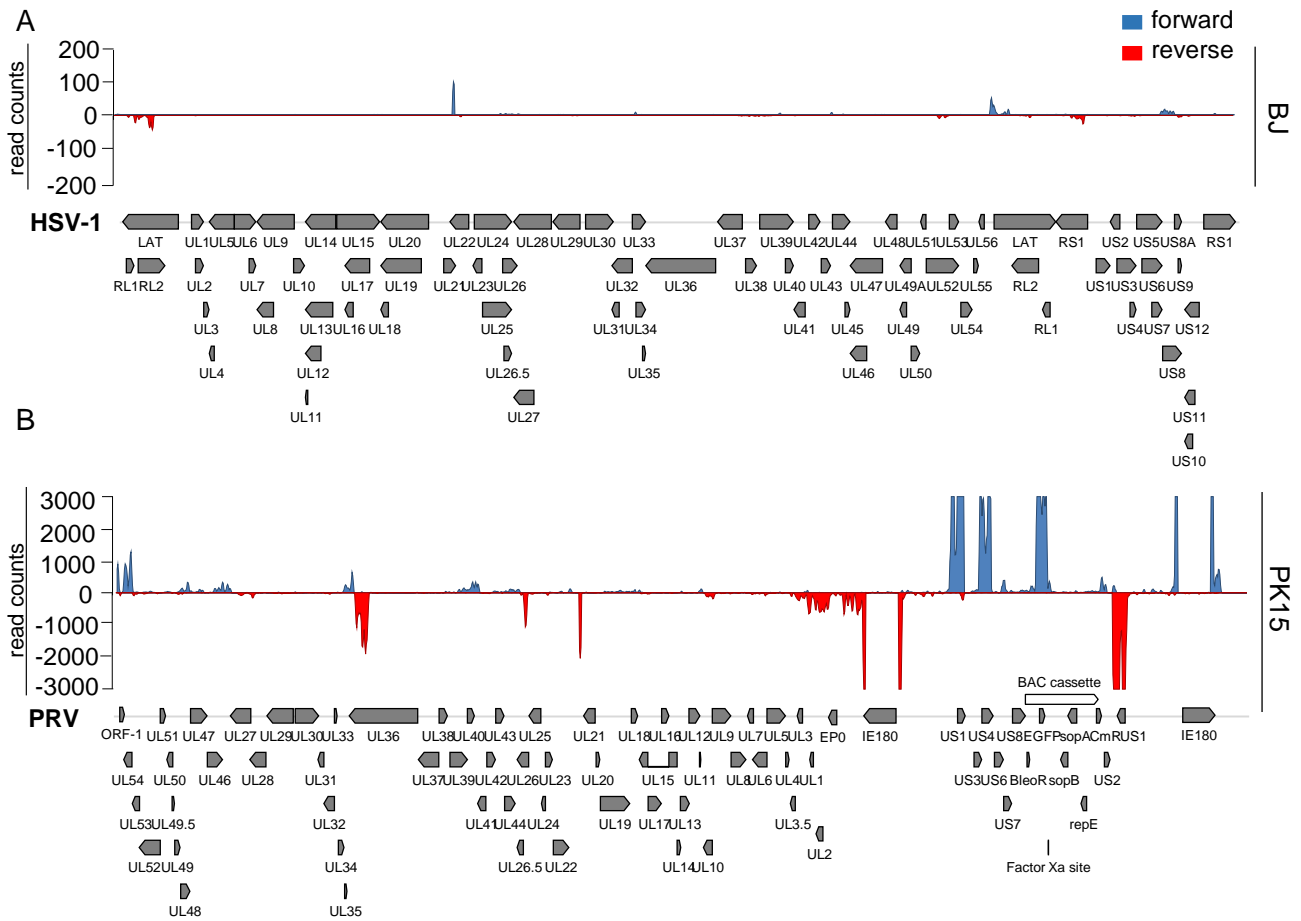 A
forward
reverse
200
100
0
-100
-200
read counts
BJ
HSV-1
LAT UL1 UL5 UL6 UL9 UL14 UL15 UL20 UL22 UL24 UL28 UL29 UL30 UL33 UL37 UL39 UL42 UL44 UL48 UL51 UL53 UL56 LAT RS1 US2 US5 US8A RS1
RL1 RL2 UL2 UL7 UL10 UL17 UL19 UL21 UL23 UL26 UL32 UL36 UL38 UL40 UL43 UL47 UL49A UL52 UL55 RL2 US1 US3 US6 US9
UL3 UL8 UL13 UL16 UL18 UL25 UL31 UL34 UL41 UL45 UL49 UL54 RL1 US4 US7 US12
UL4 UL12 UL26.5 UL35 UL46 UL50 US8
UL11 UL27 US11
US10
B
3000
2000
1000
0
-1000
-2000
-3000
read counts
PK15
BAC cassette
PRV
ORF-1 UL51 UL47 UL27 UL29 UL30 UL33 UL36 UL38 UL40 UL43 UL25 UL21 UL18 UL16 UL12 UL9 UL7 UL5 UL3 EP0 IE180 US1 US4 US8 EGFP sopA CmR US1 IE180
UL54 UL50 UL46 UL28 UL31 UL37 UL39 UL42 UL26 UL23 UL20 UL15 UL11 UL8 UL6 UL4 UL1 US3 US6 BleoR sopB US2
UL53 UL49.5 UL32 UL41 UL44 UL24 UL19 UL17 UL13 UL3.5 US7 repE
UL52 UL49 UL34 UL26.5 UL22 UL14 UL10 UL2 Factor Xa site
UL48 UL35